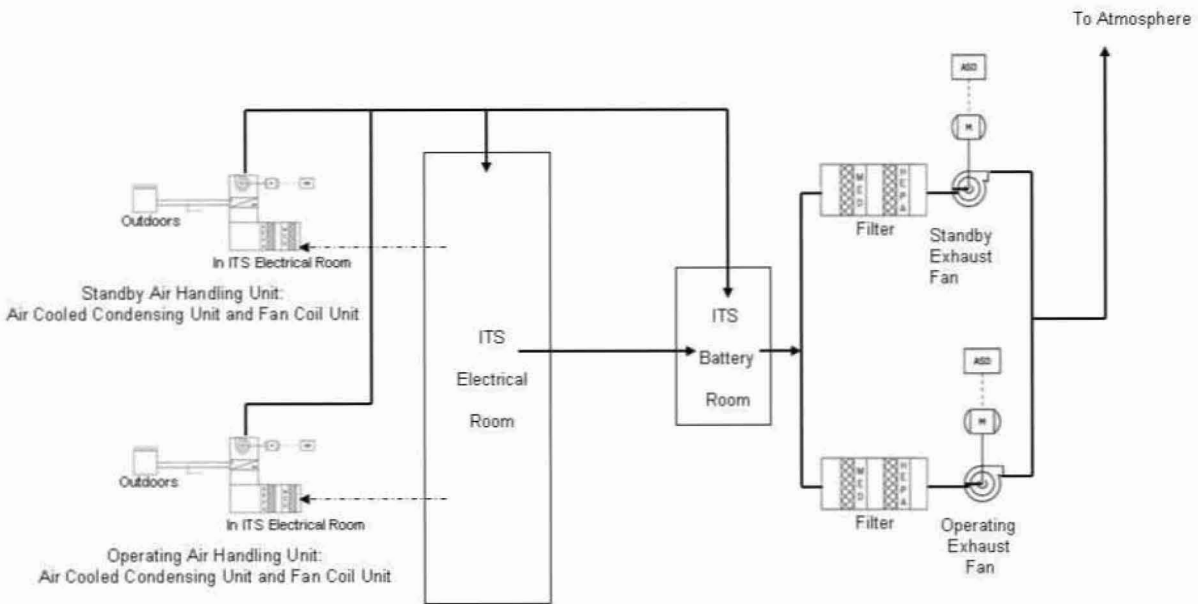 To Atmosphere
ASD
M
MED
HEPA
Filter
Standby
Exhaust
Fan
Outdoors
In ITS Electrical Room
Standby Air Handling Unit:
Air Cooled Condensing Unit and Fan Coil Unit
ITS
Electrical
Room
ITS
Battery
Room
ASD
M
MED
HEPA
Filter
Operating
Exhaust
Fan
Outdoors
In ITS Electrical Room
Operating Air Handling Unit:
Air Cooled Condensing Unit and Fan Coil Unit